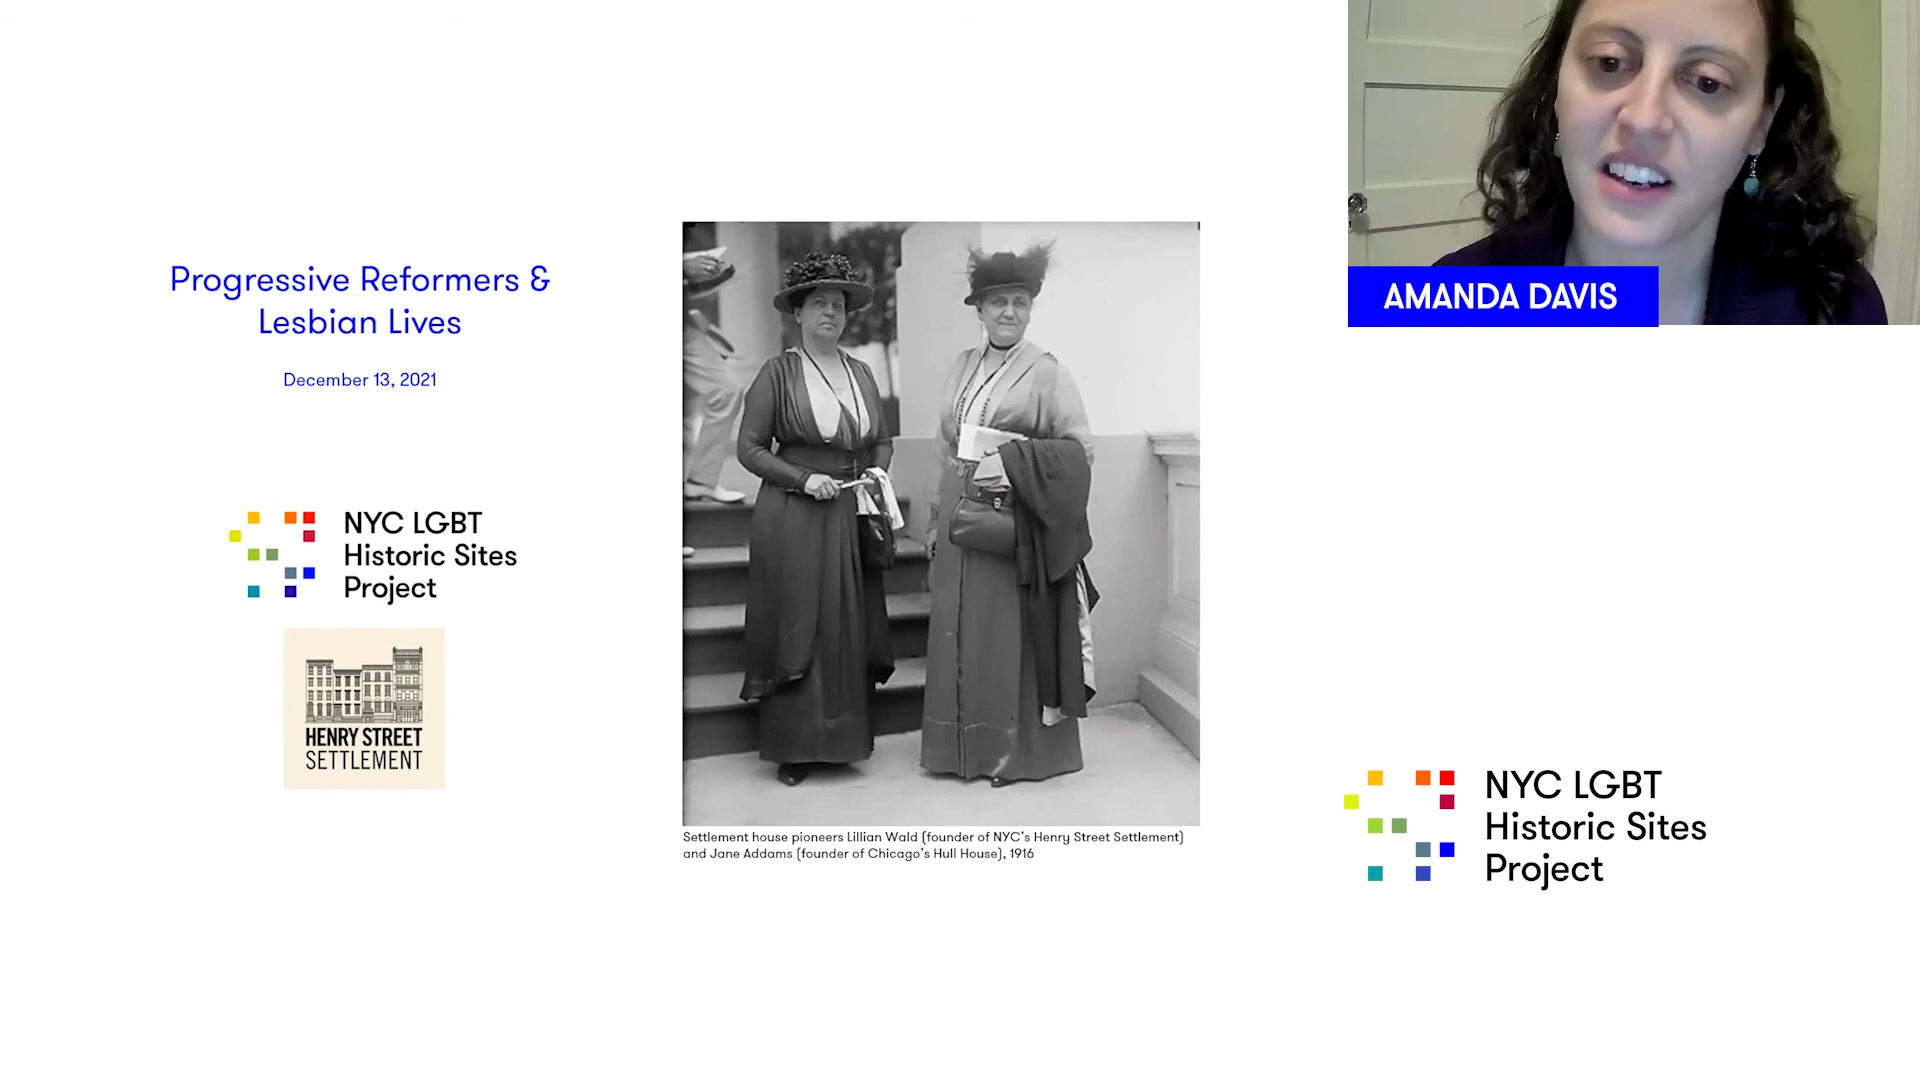 Progressive Reformers &
Lesbian Lives
December 13, 2021
NYC LGBT
Historic Sites
Project
HENRY STREET
SETTLEMENT
Settlement house pioneers Lillian Wald (founder of NYC's Henry Street Settlement)
and Jane Addams (founder of Chicago's Hull House), 1916
AMANDA DAVIS
NYC LGBT
Historic Sites
Project